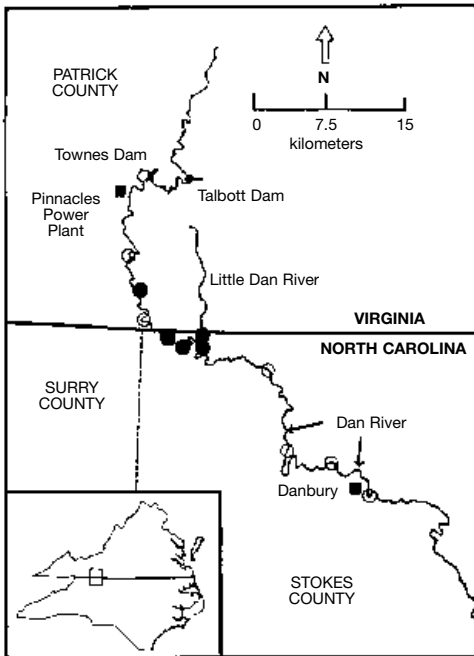 PATRICK
COUNTY
N
0 7.5 15
kilometers
Townes Dam
Talbott Dam
Pinnacles
Power
Plant
Little Dan River
VIRGINIA
NORTH CAROLINA
SURRY
COUNTY
Dan River
Danbury
STOKES
COUNTY